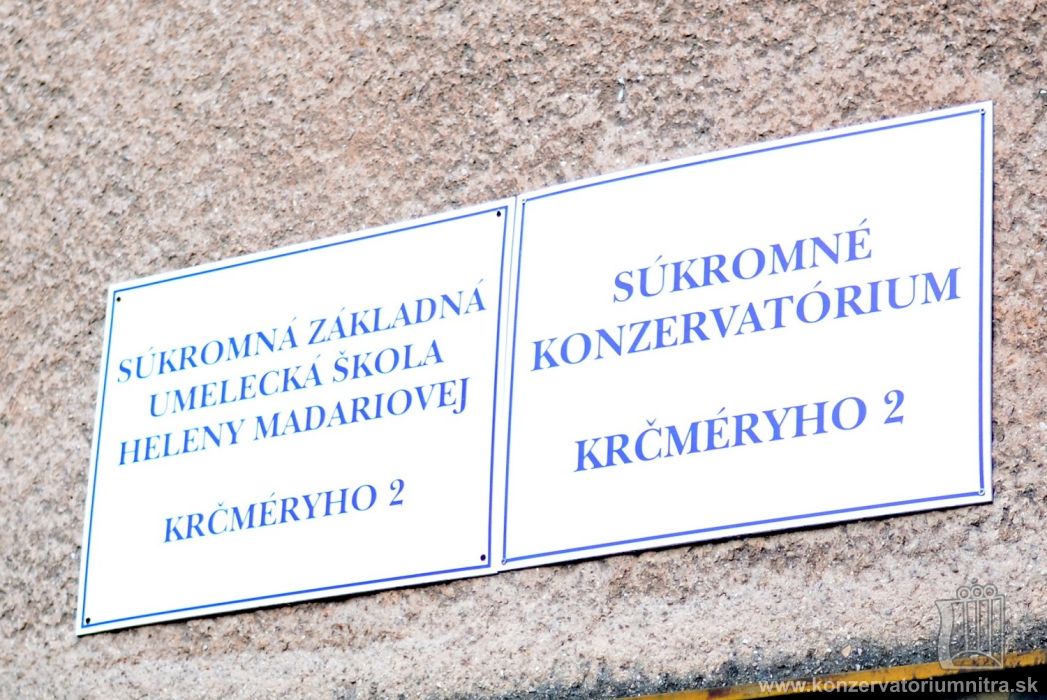 SÚKROMNÁ ZÁKLADNÁ
UMELECKÁ ŠKOLA
HELENY MADARIOVEJ
KRČMÉRYHO 2
SÚKROMNÉ
KONZERVATÓRIUM
KRČMÉRYHO 2
www.konzervatoriumnitra.sk